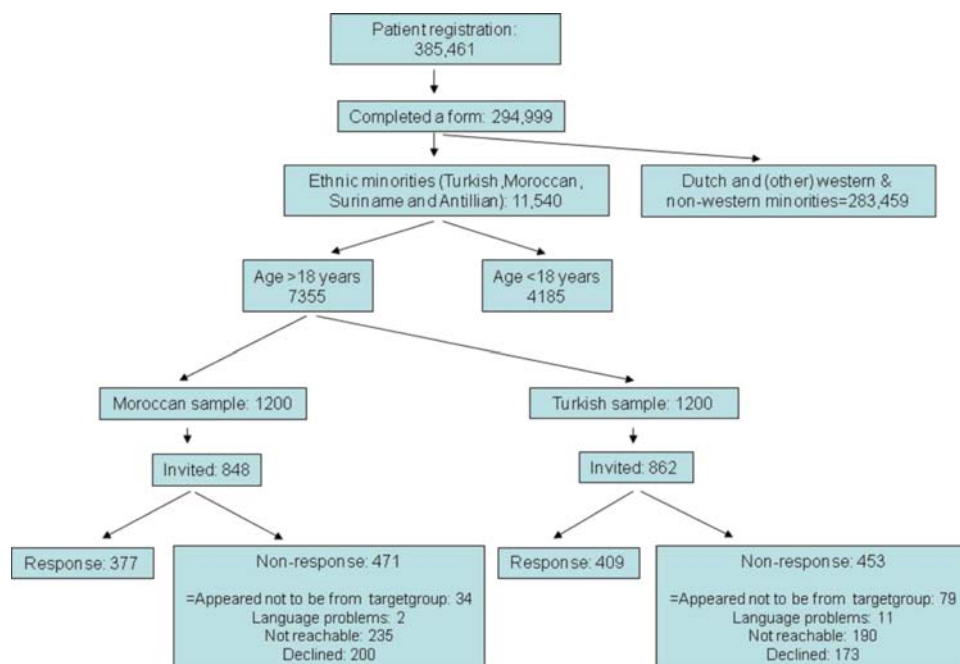 Patient registration:
385,461
Completed a form: 294,999
Ethnic minorities (Turkish,Moroccan,
Suriname and Antillian): 11,540
Dutch and (other) western &
non-western minorities=283,459
Age >18 years
7355
Age <18 years
4185
Moroccan sample: 1200
Turkish sample: 1200
Invited: 848
Invited: 862
Response: 377
Non-response: 471
=Appeared not to be from targetgroup: 34
Language problems: 2
Not reachable: 235
Declined: 200
Response: 409
Non-response: 453
=Appeared not to be from targetgroup: 79
Language problems: 11
Not reachable: 190
Declined: 173